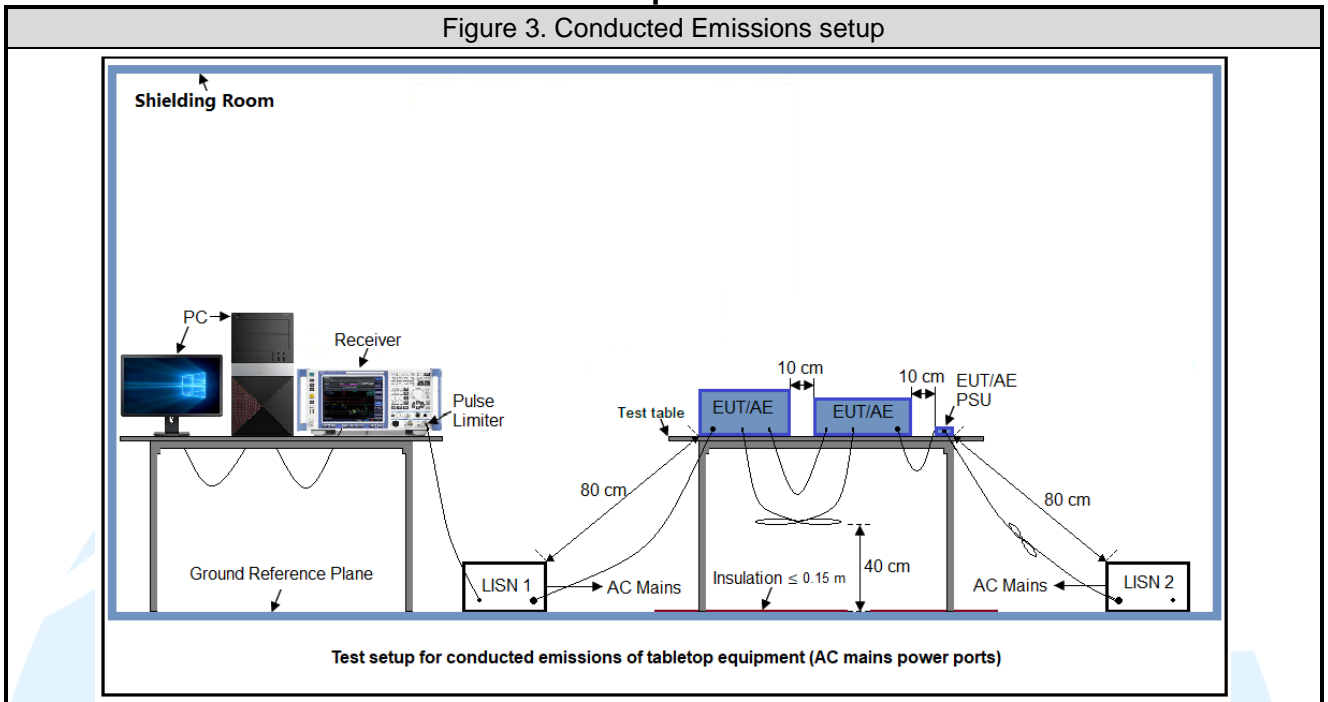 Figure 3. Conducted Emissions setup
Shielding Room
PC
Receiver
Pulse
Limiter
Test table
10 cm
10 cm
EUT/AE
PSU
EUT/AE
EUT/AE
80 cm
80 cm
40 cm
Ground Reference Plane
LISN 1
AC Mains
Insulation ≤ 0.15 m
AC Mains
LISN 2
Test setup for conducted emissions of tabletop equipment (AC mains power ports)